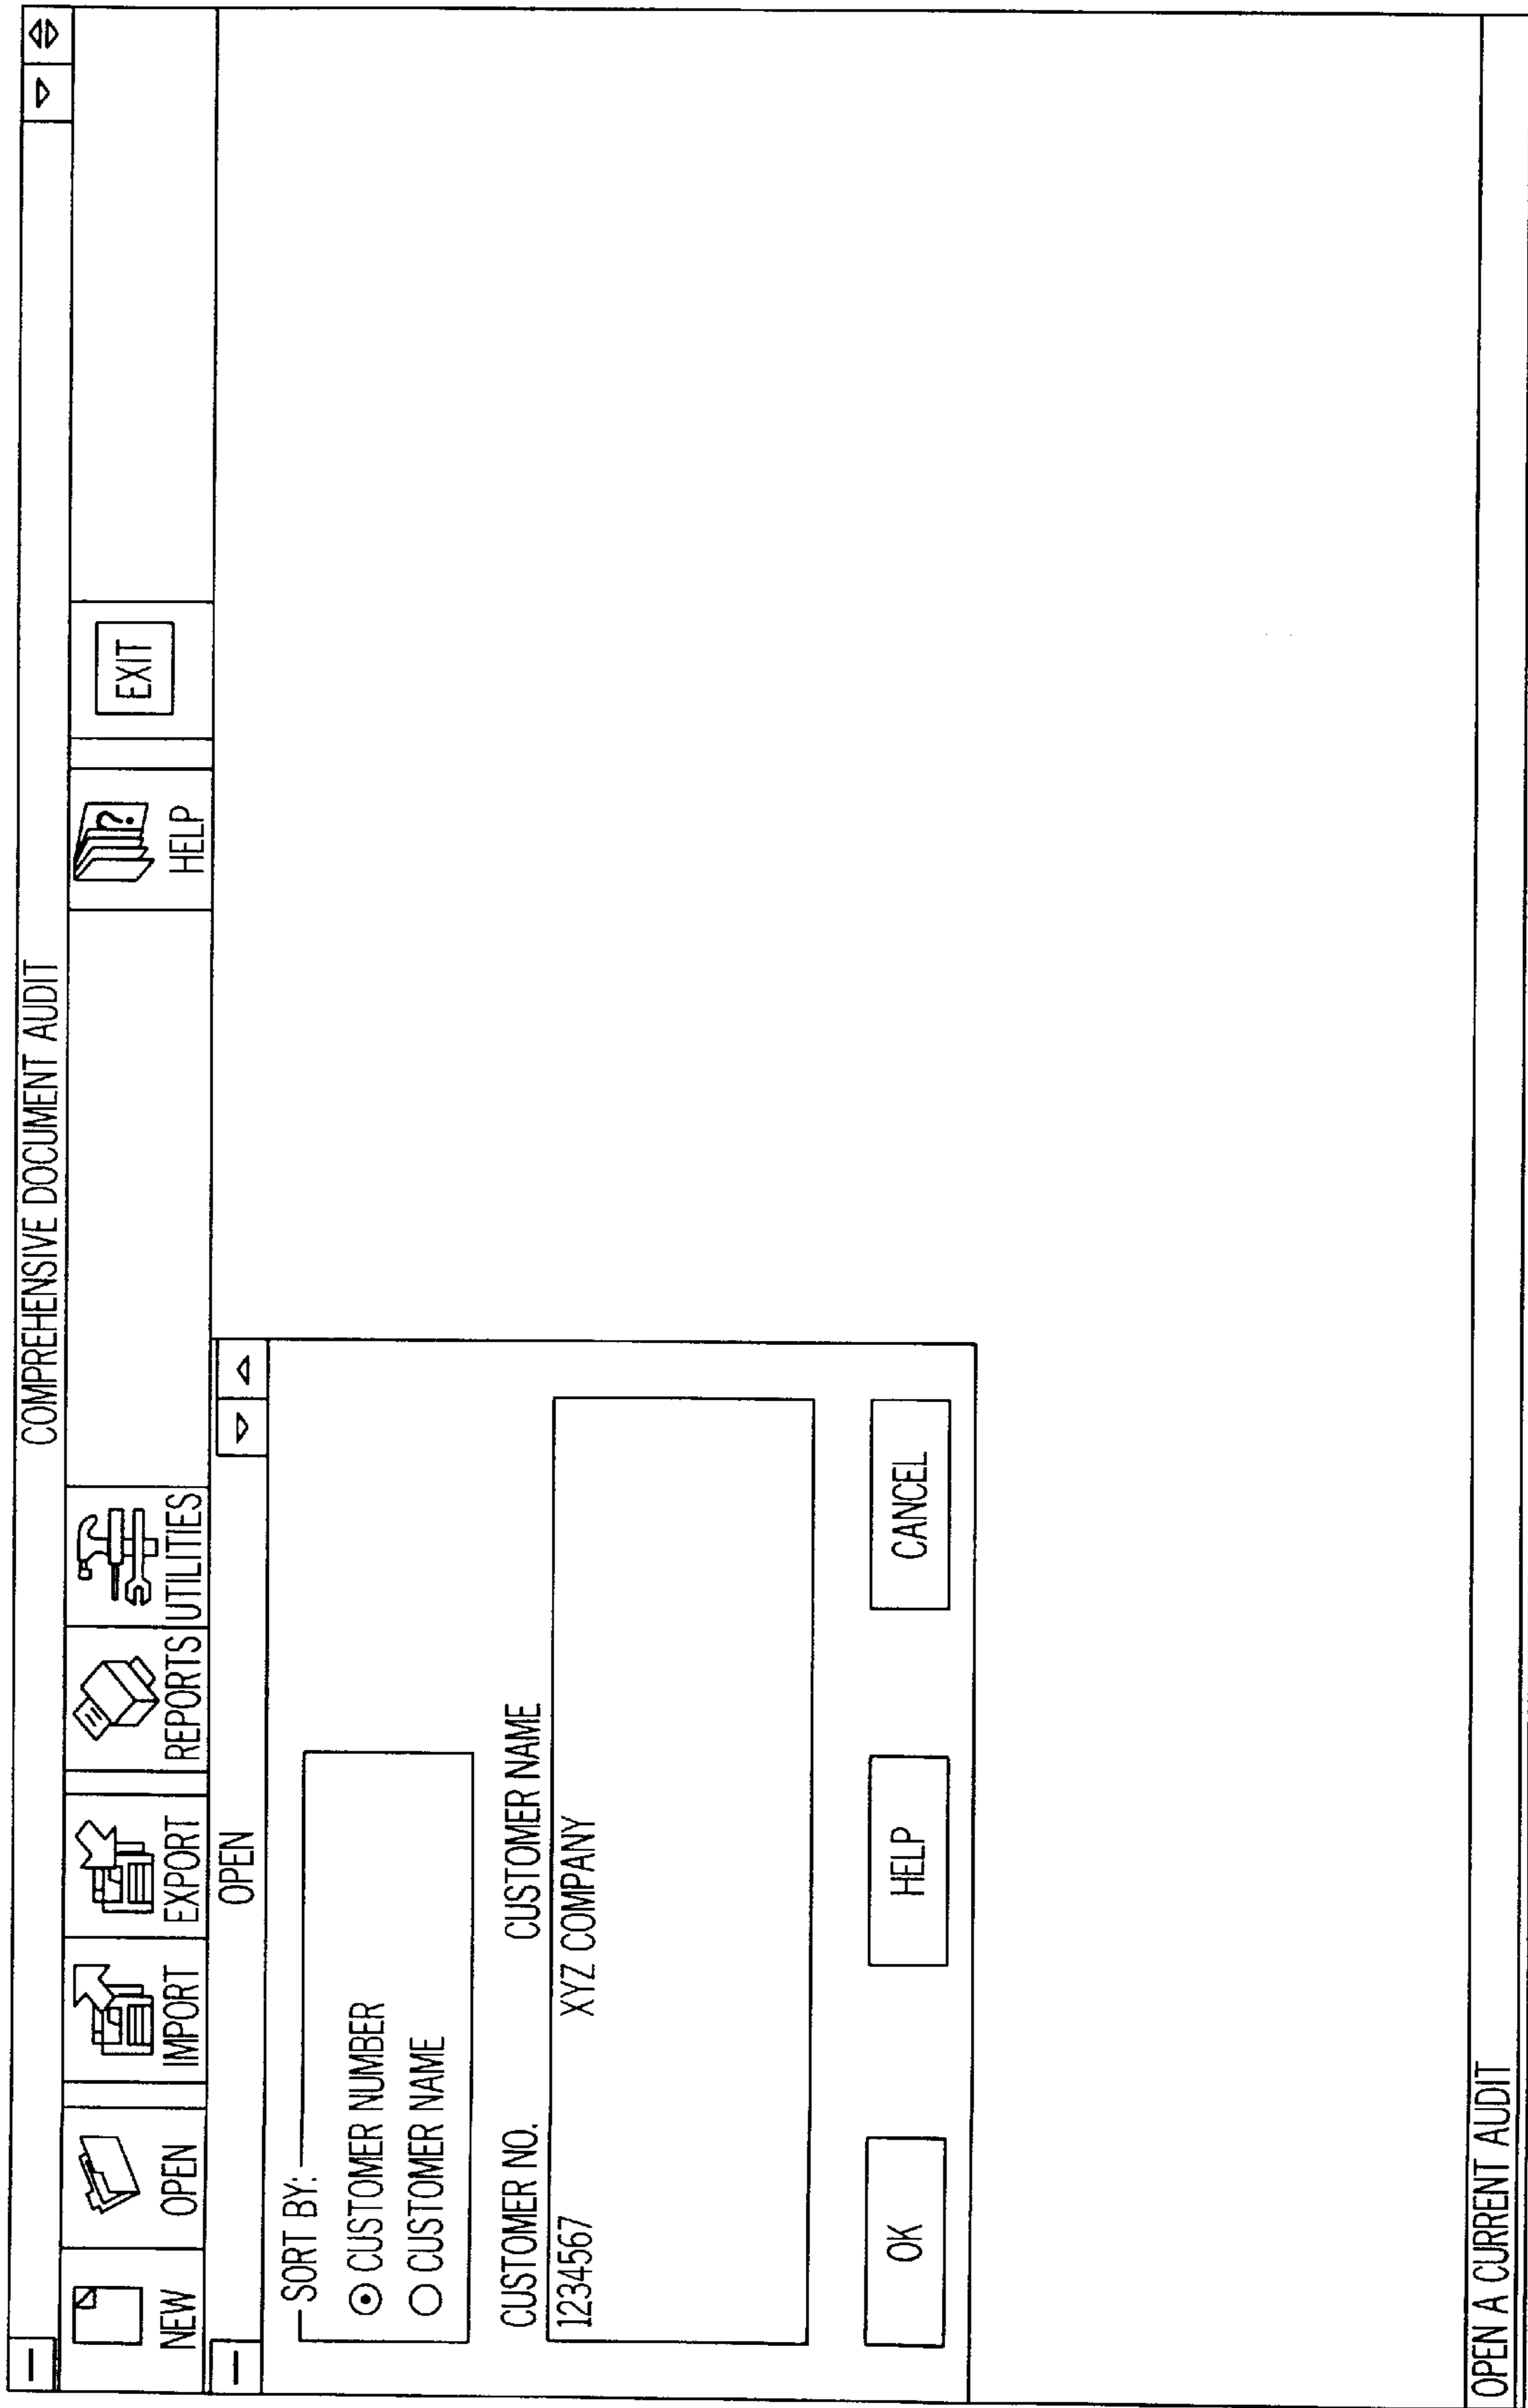 COMPREHENSIVE DOCUMENT AUDIT
NEW
OPEN
IMPORT
EXPORT
REPORTS
UTILITIES
?
HELP
EXIT
OPEN
SORT BY:
CUSTOMER NUMBER
CUSTOMER NAME
CUSTOMER NO. CUSTOMER NAME
1234567 XYZ COMPANY
OK
HELP
CANCEL
OPEN A CURRENT AUDIT